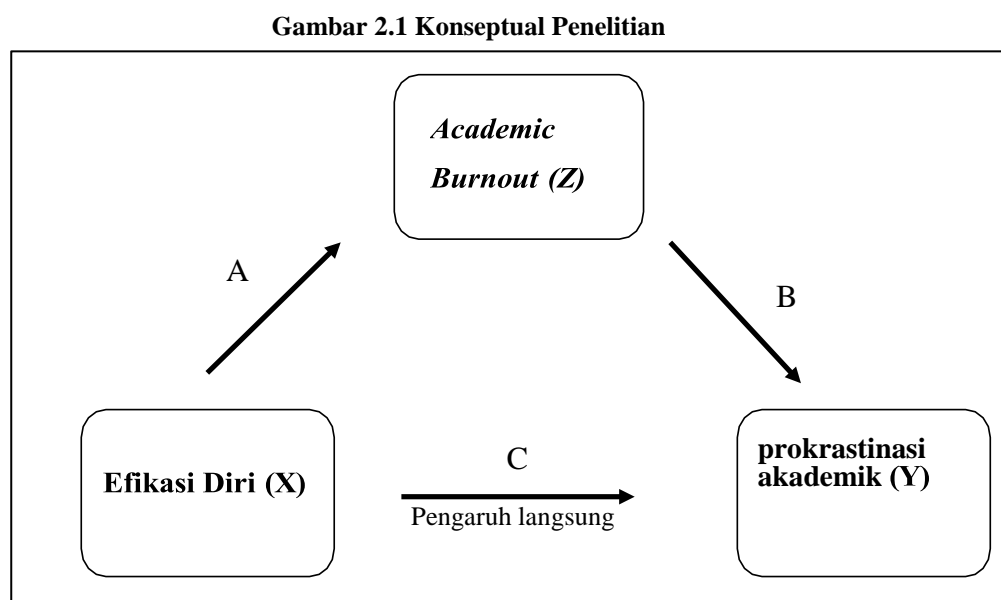 Gambar 2.1 Konseptual Penelitian
Academic
Burnout (Z)
A
B
Efikasi Diri (X)
C
Pengaruh langsung
prokrastinasi
akademik (Y)